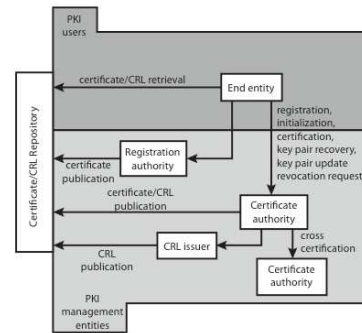 PKI
users
certificate/CRL retrieval
End entity
registration,
initialization,
certification,
key pair recovery,
key pair update
revocation request
Certificate/CRL Repository
Registration
authority
certificate
publication
certificate/CRL
publication
Certificate
authority
CRL issuer
CRL
publication
cross
certification
Certificate
authority
PKI
management
entities